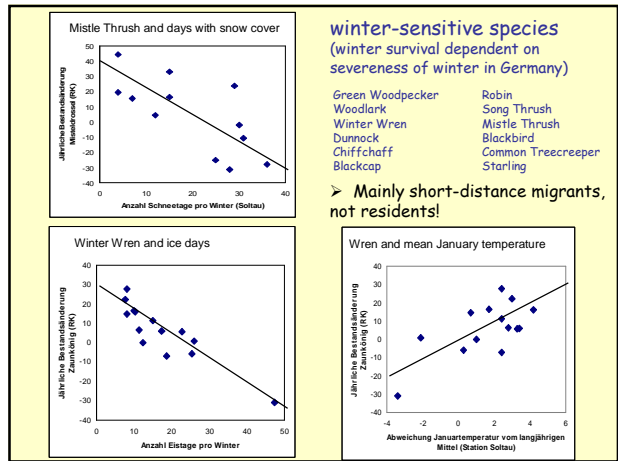 Mistle Thrush and days with snow cover
50
40
30
20
10
0
-10
-20
-30
-40
0 10 20 30 40
Jährliche Bestandsänderung
Misteldrossel (RK)
Anzahl Schneetage pro Winter (Soltau)
winter-sensitive species
(winter survival dependent on
severeness of winter in Germany)
Green Woodpecker Robin
Woodlark Song Thrush
Winter Wren Mistle Thrush
Dunnock Blackbird
Chiffchaff Common Treecreeper
Blackcap Starling
➢ Mainly short-distance migrants,
not residents!
Winter Wren and ice days
40
30
20
10
0
-10
-20
-30
-40
0 10 20 30 40 50
Jährliche Bestandsänderung
Zaunkönig (RK)
Anzahl Eistage pro Winter
Wren and mean January temperature
40
30
20
10
0
-10
-20
-30
-40
-4 -2 0 2 4 6
Jährliche Bestandsänderung
Zaunkönig (RK)
Abweichung Januartemperatur vom langjährigen
Mittel (Station Soltau)